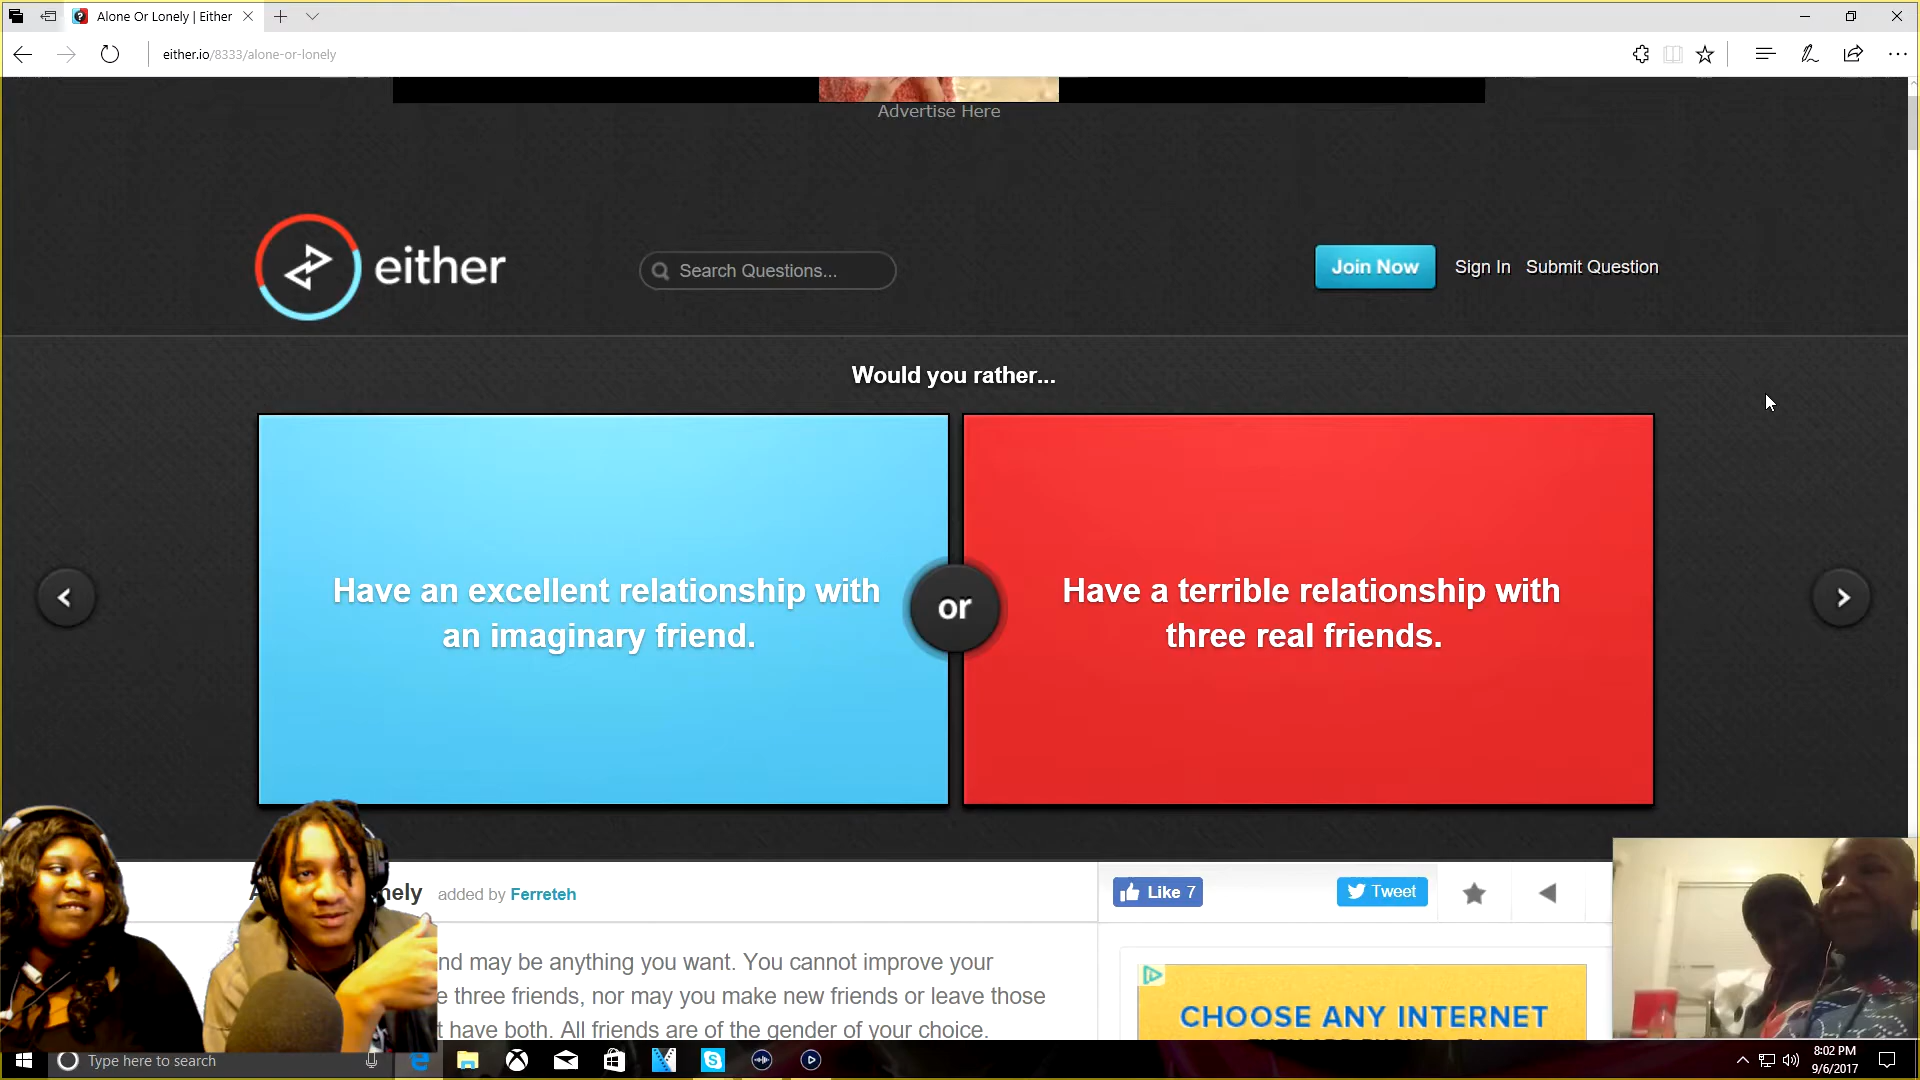 Alone Or Lonely | Either
either.io/8333/alone-or-lonely
Advertise Here
either
Search Questions...
Join Now
Sign In
Submit Question
Would you rather...
Have an excellent relationship with
an imaginary friend.
or
Have a terrible relationship with
three real friends.
nely
added by Ferreteh
Like 7
Tweet
nd may be anything you want. You cannot improve your
e three friends, nor may you make new friends or leave those
t have both. All friends are of the gender of your choice.
CHOOSE ANY INTERNET
Type here to search
8:02 PM
9/6/2017